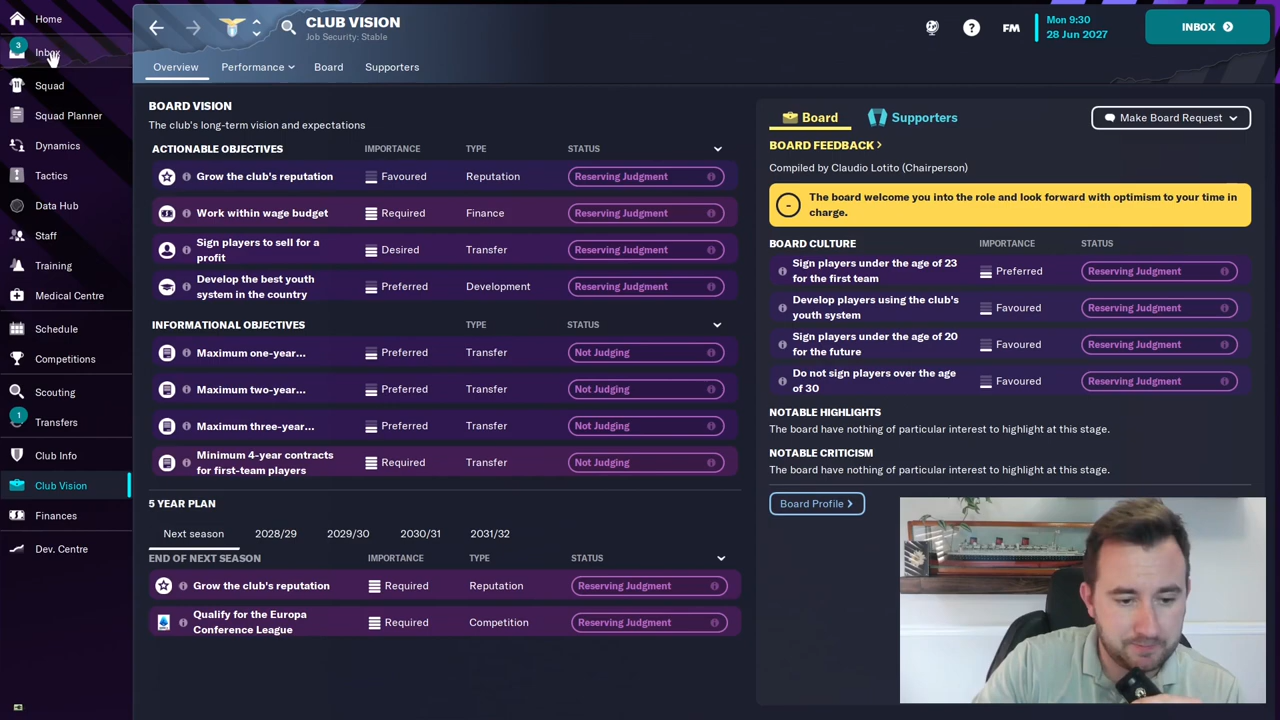 Home
3
Inbox
Squad
Squad Planner
Dynamics
Tactics
Data Hub
Staff
Training
Medical Centre
Schedule
Competitions
Scouting
1
Transfers
Club Info
Club Vision
Finances
Dev. Centre
CLUB VISION
Job Security: Stable
?
FM
Mon 9:30
28 Jun 2027
INBOX
Overview
Performance
Board
Supporters
BOARD VISION
The club's long-term vision and expectations
ACTIONABLE OBJECTIVES IMPORTANCE TYPE STATUS
Grow the club's reputation Favoured Reputation Reserving Judgment
Work within wage budget Required Finance Reserving Judgment
Sign players to sell for a
profit Desired Transfer Reserving Judgment
Develop the best youth
system in the country Preferred Development Reserving Judgment
INFORMATIONAL OBJECTIVES TYPE STATUS
Maximum one-year... Preferred Transfer Not Judging
Maximum two-year... Preferred Transfer Not Judging
Maximum three-year... Preferred Transfer Not Judging
Minimum 4-year contracts
for first-team players Required Transfer Not Judging
5 YEAR PLAN
Next season 2028/29 2029/30 2030/31 2031/32
END OF NEXT SEASON IMPORTANCE TYPE STATUS
Grow the club's reputation Required Reputation Reserving Judgment
Qualify for the Europa
Conference League Required Competition Reserving Judgment
Board
Supporters
Make Board Request
BOARD FEEDBACK >
Compiled by Claudio Lotito (Chairperson)
The board welcome you into the role and look forward with optimism to your time in
charge.
BOARD CULTURE IMPORTANCE STATUS
Sign players under the age of 23
for the first team Preferred Reserving Judgment
Develop players using the club's
youth system Favoured Reserving Judgment
Sign players under the age of 20
for the future Favoured Reserving Judgment
Do not sign players over the age
of 30 Favoured Reserving Judgment
NOTABLE HIGHLIGHTS
The board have nothing of particular interest to highlight at this stage.
NOTABLE CRITICISM
The board have nothing of particular interest to highlight at this stage.
Board Profile >